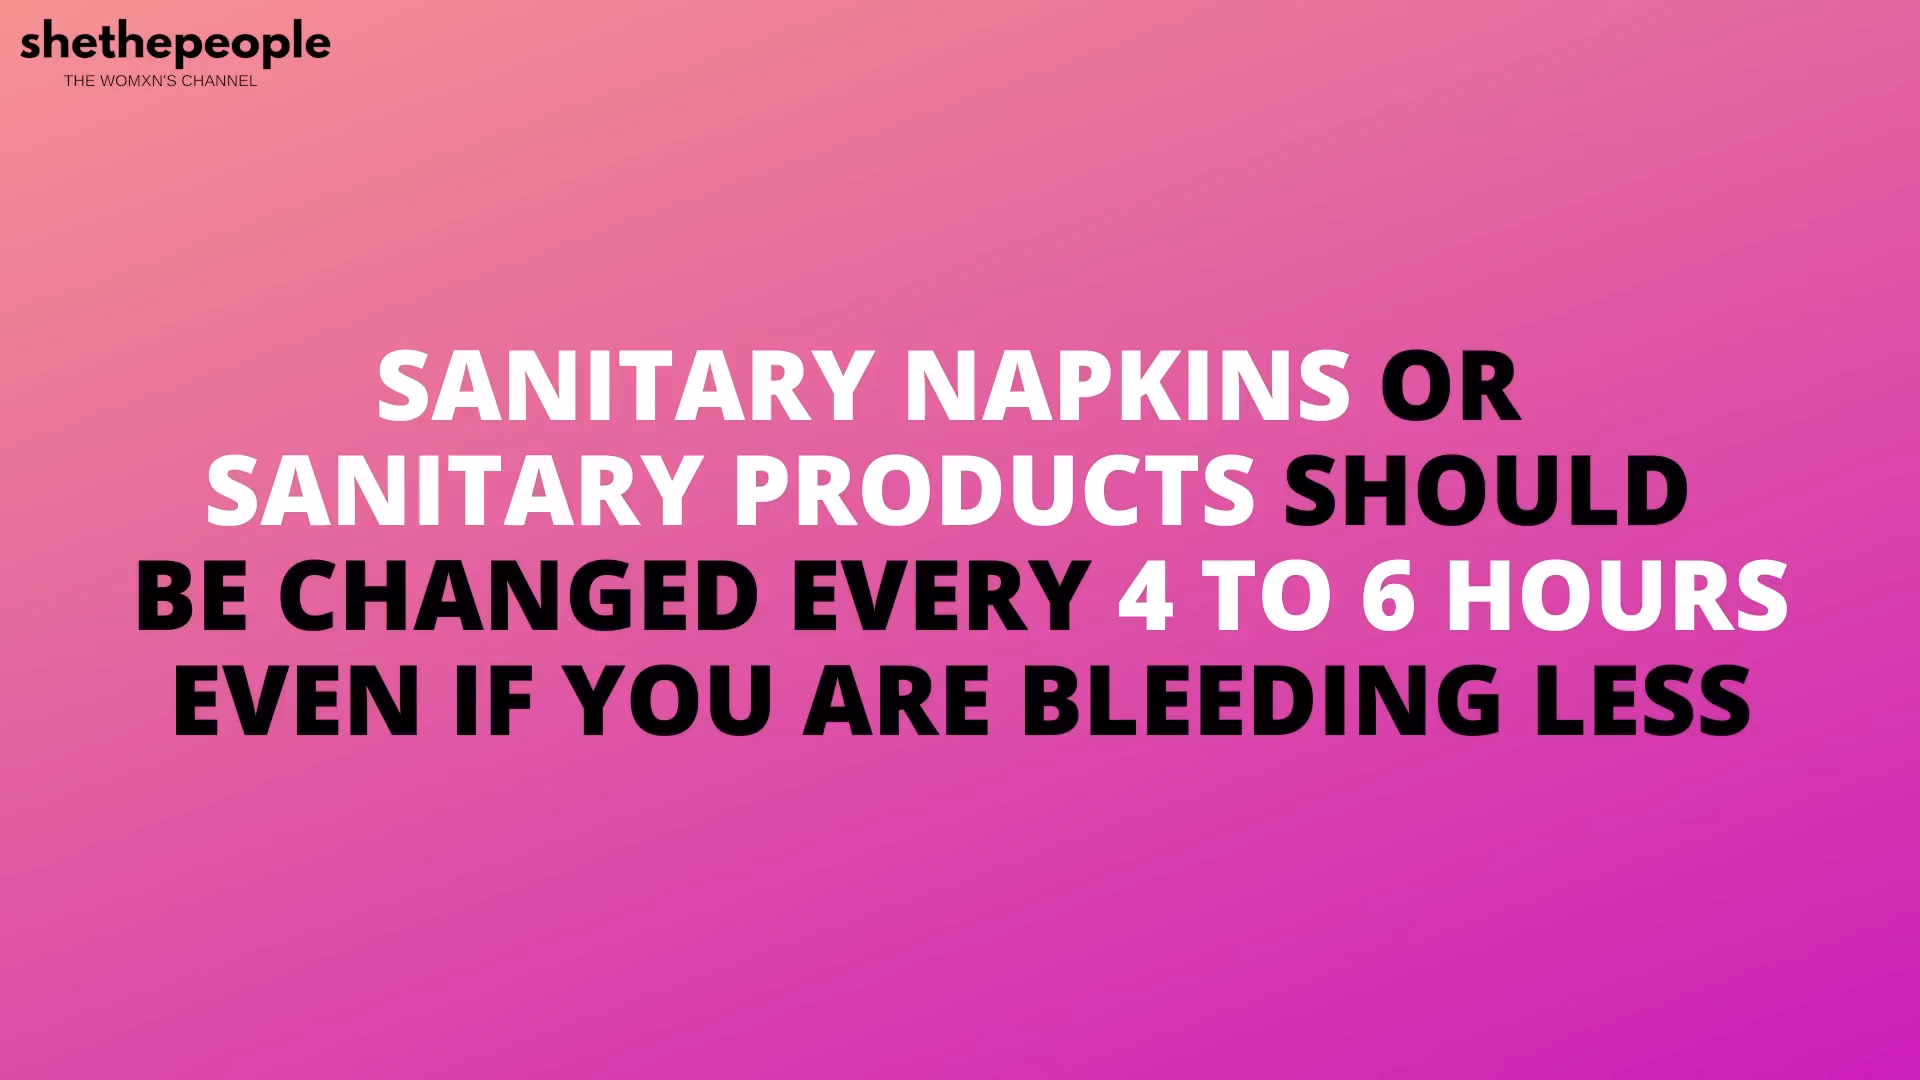 shethepeople
THE WOMXN'S CHANNEL
SANITARY NAPKINS OR
SANITARY PRODUCTS SHOULD
BE CHANGED EVERY 4 TO 6 HOURS
EVEN IF YOU ARE BLEEDING LESS